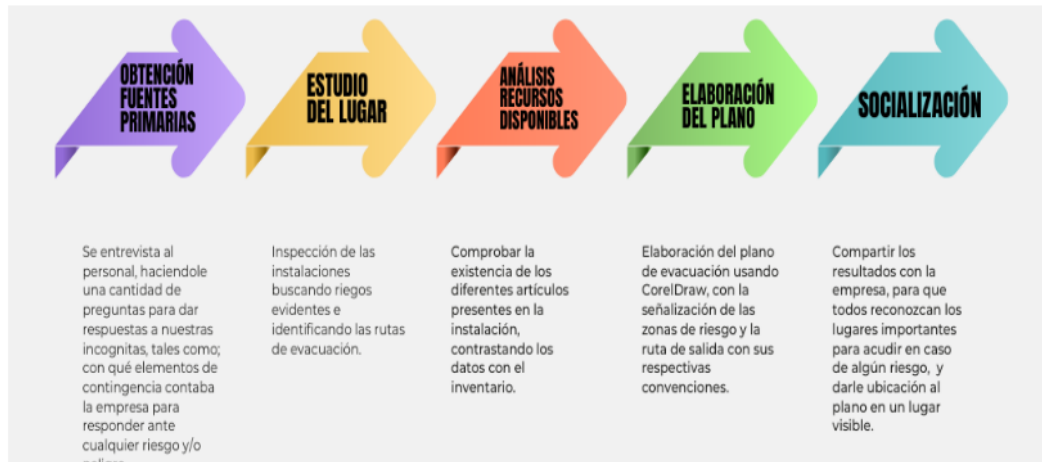 OBTENCIÓN
FUENTES
PRIMARIAS
ESTUDIO
DEL LUGAR
ANÁLISIS
RECURSOS
DISPONIBLES
ELABORACIÓN
DEL PLANO
SOCIALIZACIÓN
Se entrevista al
personal, haciendole
una cantidad de
preguntas para dar
respuestas a nuestras
incognitas, tales como;
con qué elementos de
contingencia contaba
la empresa para
responder ante
cualquier riesgo y/o
Inspección de las
instalaciones
buscando riegos
evidentes e
identificando las rutas
de evacuación.
Comprobar la
existencia de los
diferentes artículos
presentes en la
instalación,
contrastando los
datos con el
inventario.
Elaboración del plano
de evacuación usando
CorelDraw, con la
señalización de las
zonas de riesgo y la
ruta de salida con sus
respectivas
convenciones.
Compartir los
resultados con la
empresa, para que
todos reconozcan los
lugares importantes
para acudir en caso
de algún riesgo, y
darle ubicación al
plano en un lugar
visible.